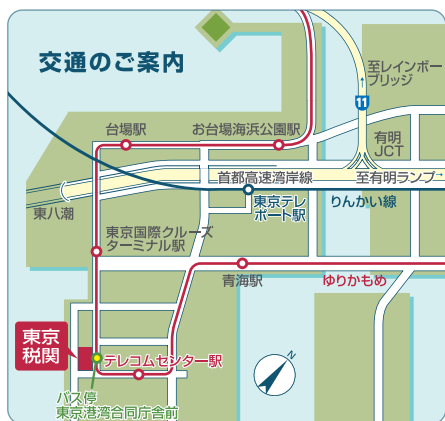 交通のご案内
至レインボー
ブリッジ
11
台場駅
お台場海浜公園駅
有明
JCT
首都高速湾岸線
至有明ランプ→
東八潮
東京テレ
ポート駅
りんかい線
東京国際クルーズ
ターミナル駅
青海駅
ゆりかもめ
東京
税関
テレコムセンター駅
N
バス停
東京港湾合同庁舎前